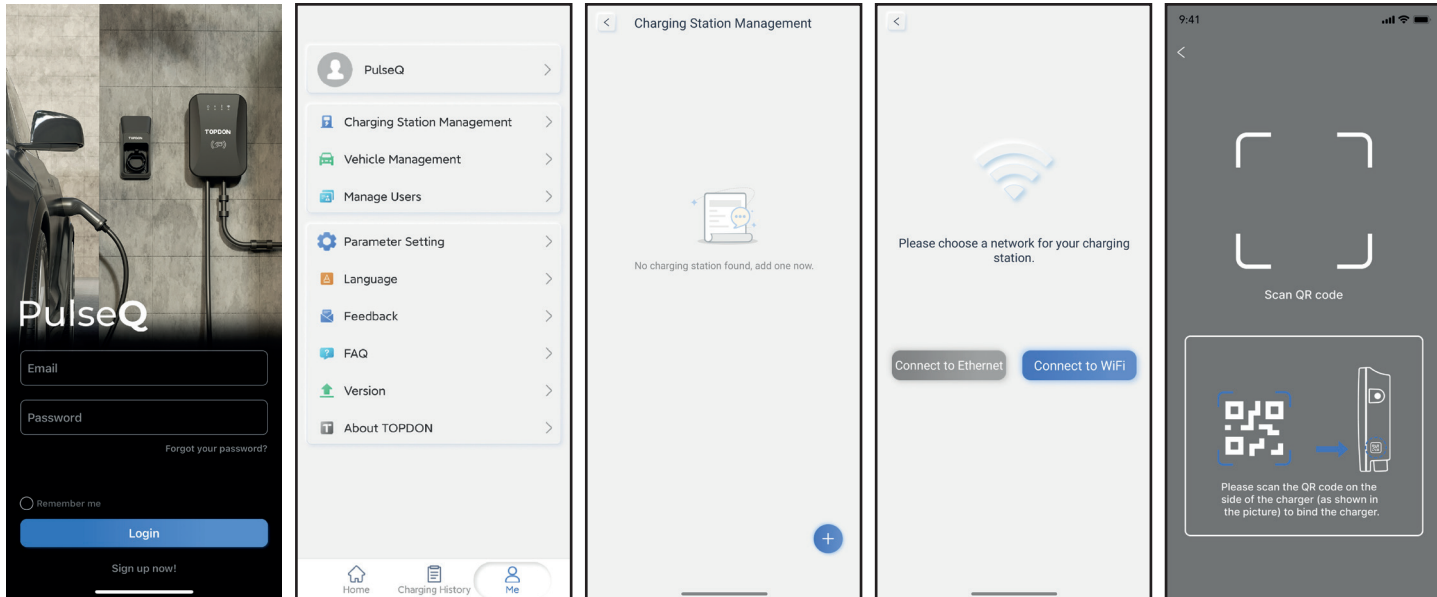 TOPDON
TOPDON
PulseQ
Email
Password
Forgot your password?
Remember me
Login
Sign up now!
PulseQ
Charging Station Management
Vehicle Management
Manage Users
Parameter Setting
Language
Feedback
FAQ
Version
About TOPDON
Home
Charging History
Me
Charging Station Management
No charging station found, add one now.
Please choose a network for your charging
station.
Connect to Ethernet
Connect to WiFi
9:41
Scan QR code
Please scan the QR code on the
side of the charger (as shown in
the picture) to bind the charger.